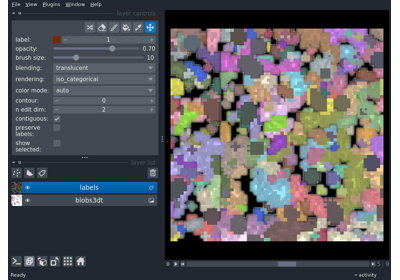 File View Plugins Window Help
layer controls
label: 1
opacity: 0.70
brush size: 10
blending: translucent
rendering: iso_categorical
color mode: auto
contour: 0
n edit dim: 2
contiguous:
preserve
labels:
show
selected:
layer list
labels
blobs3dt
Ready
activity